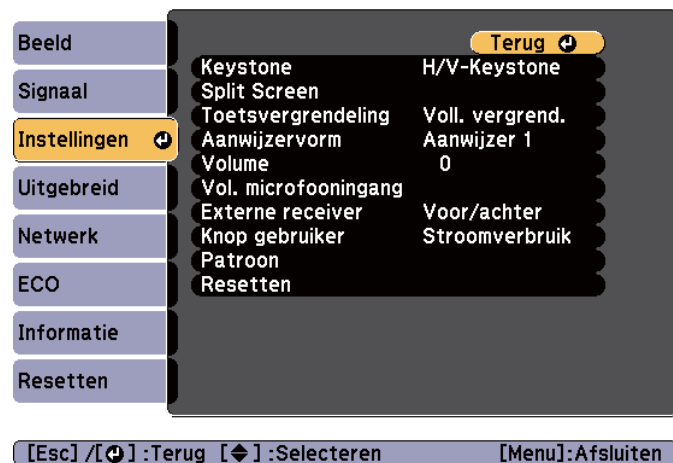 Beeld
Signaal
Instellingen
Uitgebreid
Netwerk
ECO
Informatie
Resetten
Terug
Keystone H/V-Keystone
Split Screen
Toetsvergrendeling Voll. vergrend.
Aanwijzervorm Aanwijzer 1
Volume 0
Vol. microfooningang
Externe receiver Voor/achter
Knop gebruiker Stroomverbruik
Patroon
Resetten
[Esc] /[⏎] :Terug [◆] :Selecteren [Menu]:Afsluiten